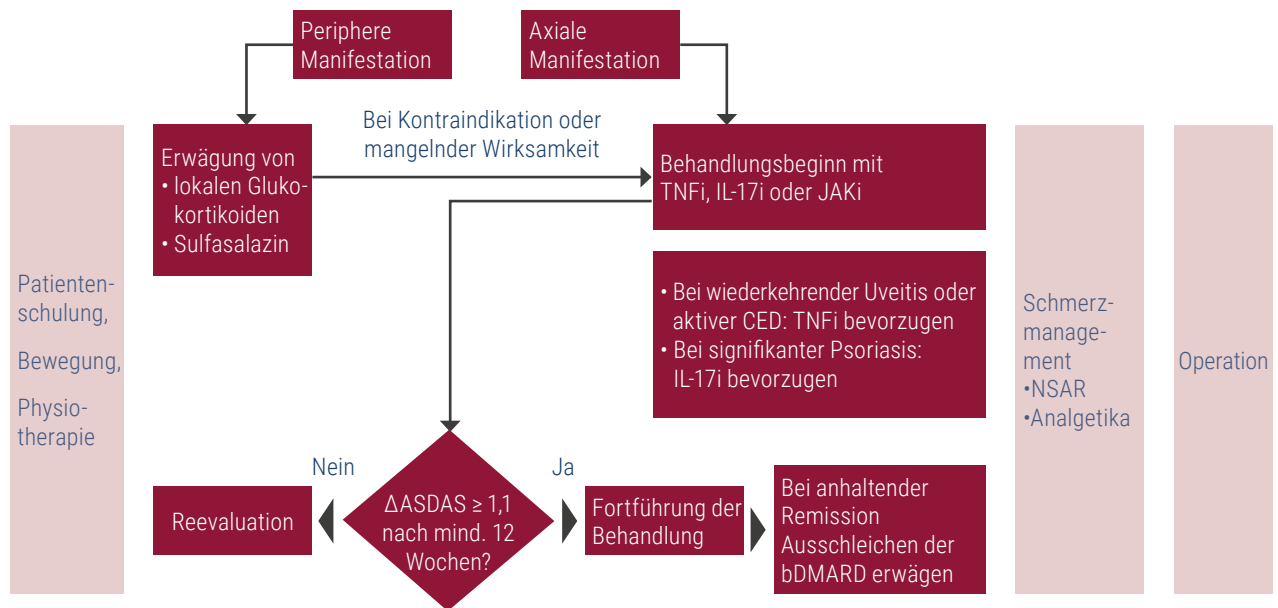 Periphere
Manifestation
Axiale
Manifestation
Bei Kontraindikation oder
mangelnder Wirksamkeit
Erwägung von
• lokalen Gluko-
kortikoiden
• Sulfasalazin
Behandlungsbeginn mit
TNFi, IL-17i oder JAKi
• Bei wiederkehrender Uveitis oder
aktiver CED: TNFi bevorzugen
• Bei signifikanter Psoriasis:
IL-17i bevorzugen
Patienten-
schulung,
Bewegung,
Physio-
therapie
Schmerz-
manage-
ment
•NSAR
•Analgetika
Operation
Nein
Ja
Reevaluation
ΔASDAS ≥ 1,1
nach mind. 12
Wochen?
Fortführung der
Behandlung
Bei anhaltender
Remission
Ausschleichen der
bDMARD erwägen